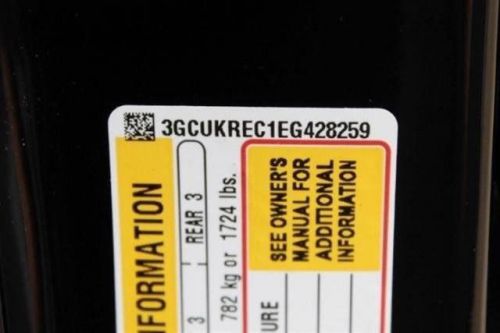 3GCUKREC1EG428259
INFORMATION
3 REAR 3
782 kg or 1724 lbs.
SEE OWNER'S
MANUAL FOR
ADDITIONAL
INFORMATION
URE